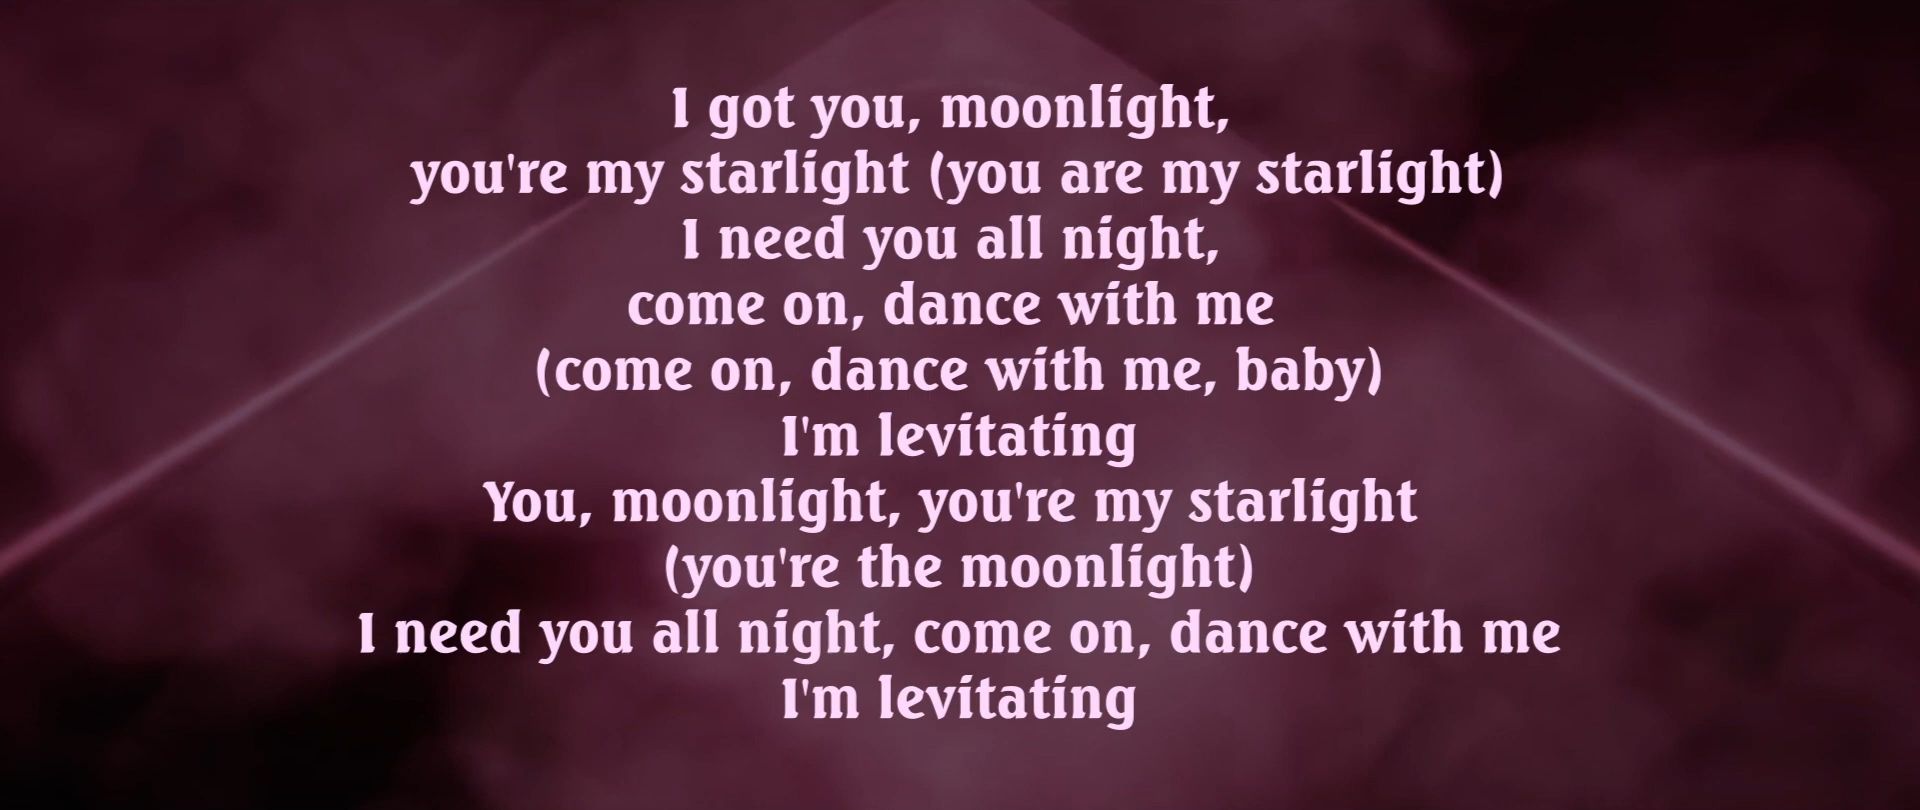 I got you, moonlight,
you're my starlight (you are my starlight)
I need you all night,
come on, dance with me
(come on, dance with me, baby)
I'm levitating
You, moonlight, you're my starlight
(you're the moonlight)
I need you all night, come on, dance with me
I'm levitating